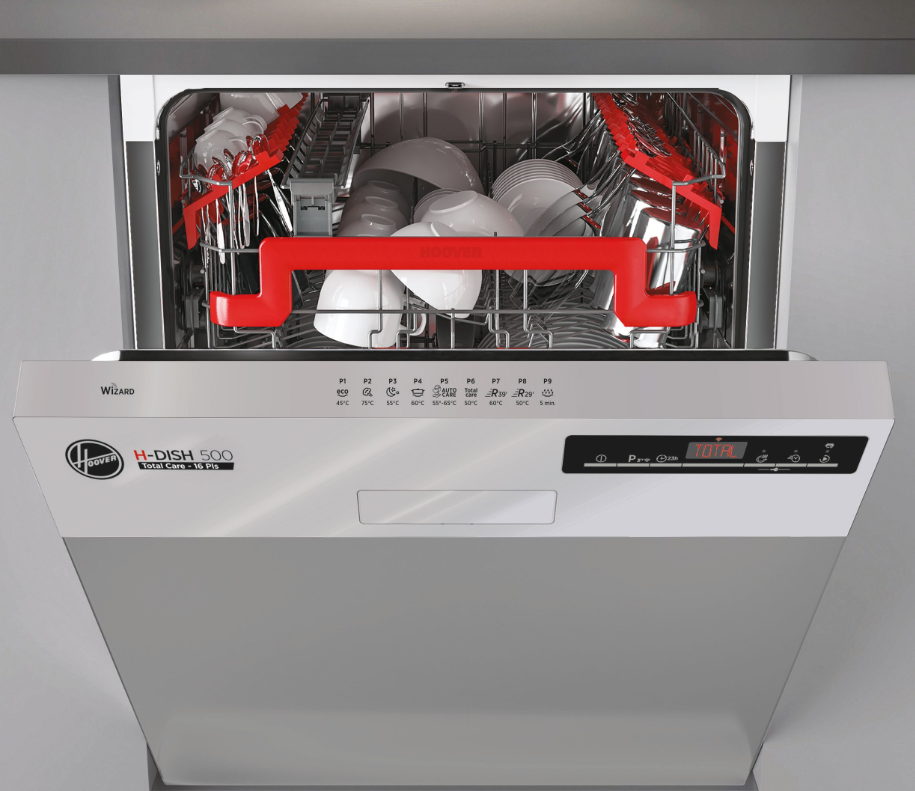 HOOVER
WIZARD
P1 P2 P3 P4 P5 P6 P7 P8 P9
eco AUTO CARE Total care R39' R29'
45°C 75°C 55°C 60°C 55°-65°C 50°C 60°C 50°C 5 min.
HOOVER
H-DISH 500
Total Care - 16 Pls
TOTAL
P 23h